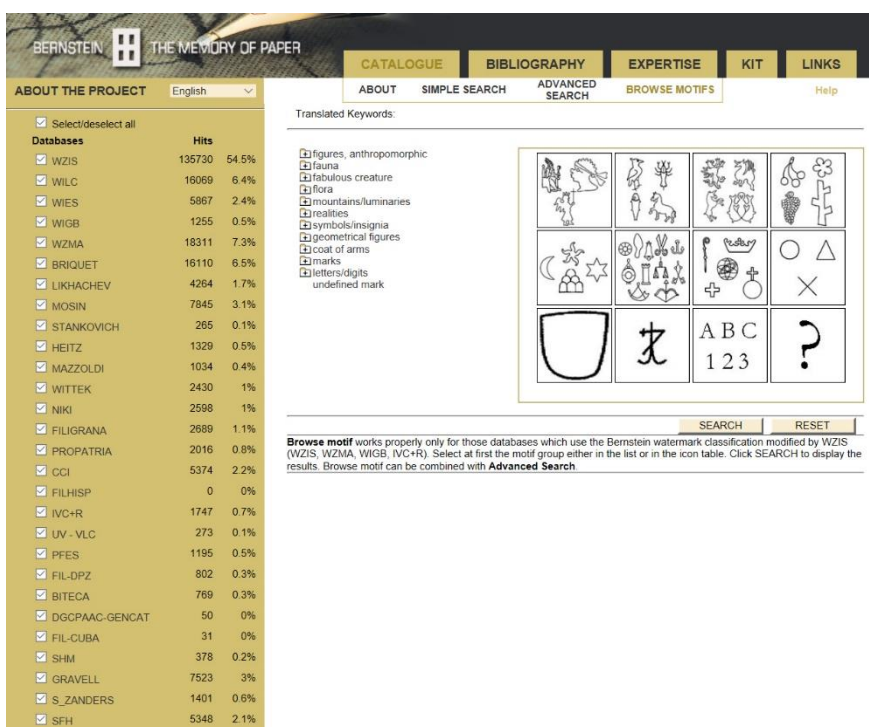 BERNSTEIN THE MEMORY OF PAPER
CATALOGUE BIBLIOGRAPHY EXPERTISE KIT LINKS
ABOUT THE PROJECT English
ABOUT SIMPLE SEARCH ADVANCED SEARCH BROWSE MOTIFS Help
Select/deselect all
Databases Hits
WZIS 135730 54.5%
WILC 16069 6.4%
WIES 5867 2.4%
WIGB 1255 0.5%
WZMA 18311 7.3%
BRIQUET 16110 6.5%
LIKHACHEV 4264 1.7%
MOSIN 7845 3.1%
STANKOVICH 265 0.1%
HEITZ 1329 0.5%
MAZZOLDI 1034 0.4%
WITTEK 2430 1%
NIKI 2598 1%
FILIGRANA 2689 1.1%
PROPATRIA 2016 0.8%
CCI 5374 2.2%
FILHISP 0 0%
IVC+R 1747 0.7%
UV - VLC 273 0.1%
PFES 1195 0.5%
FIL-DPZ 802 0.3%
BITECA 769 0.3%
DGCPAAC-GENCAT 50 0%
FIL-CUBA 31 0%
SHM 378 0.2%
GRAVELL 7523 3%
S_ZANDERS 1401 0.6%
SFH 5348 2.1%
Translated Keywords:
figures, anthropomorphic
fauna
fabulous creature
flora
mountains/luminaries
realities
symbols/insignia
geometrical figures
coat of arms
marks
letters/digits
undefined mark
A B C
1 2 3
?
SEARCH RESET
Browse motif works properly only for those databases which use the Bernstein watermark classification modified by WZIS
(WZIS, WZMA, WIGB, IVC+R). Select at first the motif group either in the list or in the icon table. Click SEARCH to display the
results. Browse motif can be combined with Advanced Search.